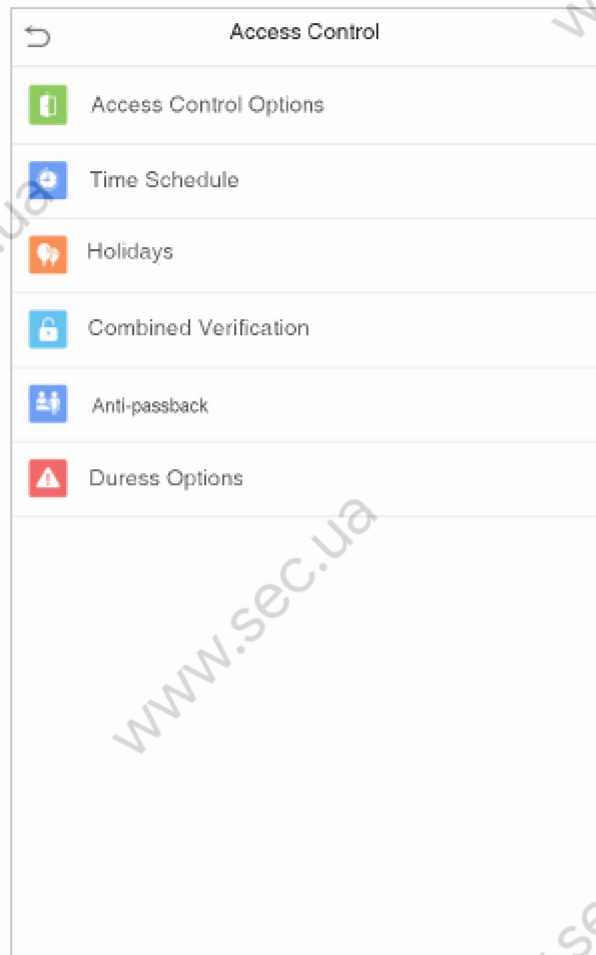 Access Control
Access Control Options
Time Schedule
Holidays
Combined Verification
Anti-passback
Duress Options
www.sec.ua